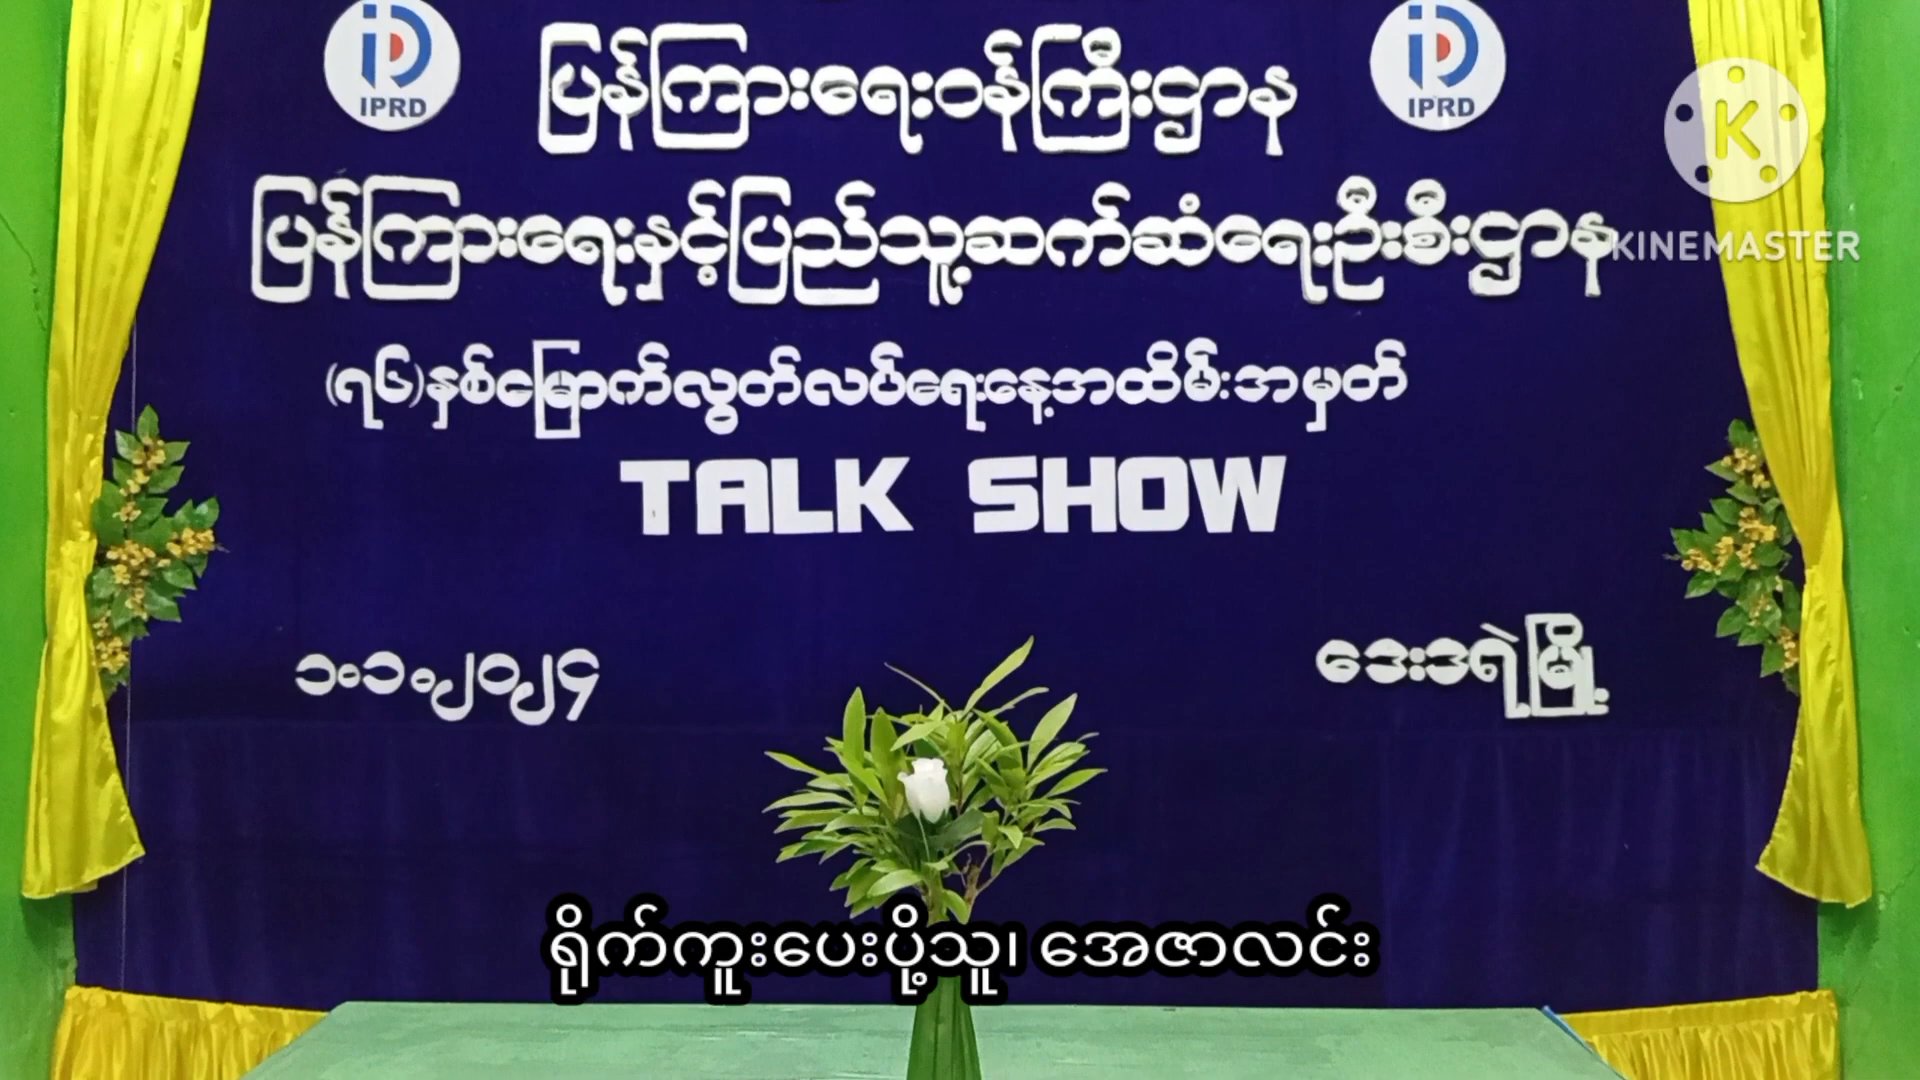 IPRD
IPRD
ပြန်ကြားရေးဝန်ကြီးဌာန
ပြန်ကြားရေးနှင့်ပြည်သူ့ဆက်ဆံရေးဦးစီးဌာန
(၇၆)နှစ်မြောက်လွတ်လပ်ရေးနေ့အထိမ်းအမှတ်
TALK SHOW
၁.၁.၂၀၂၄
ဒေးဒရဲမြို့
K
KINEMASTER
ရိုက်ကူးပေးပို့သူ၊ အေဇာလင်း